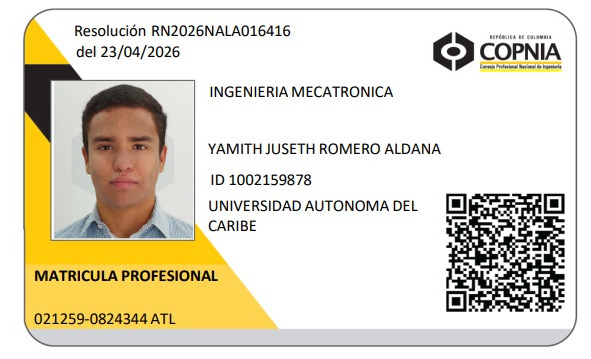 Resolución RN2026NALA016416
del 23/04/2026
REPÚBLICA DE COLOMBIA
COPNIA
Consejo Profesional Nacional de Ingeniería
INGENIERIA MECATRONICA
YAMITH JUSETH ROMERO ALDANA
ID 1002159878
UNIVERSIDAD AUTONOMA DEL
CARIBE
MATRICULA PROFESIONAL
021259-0824344 ATL